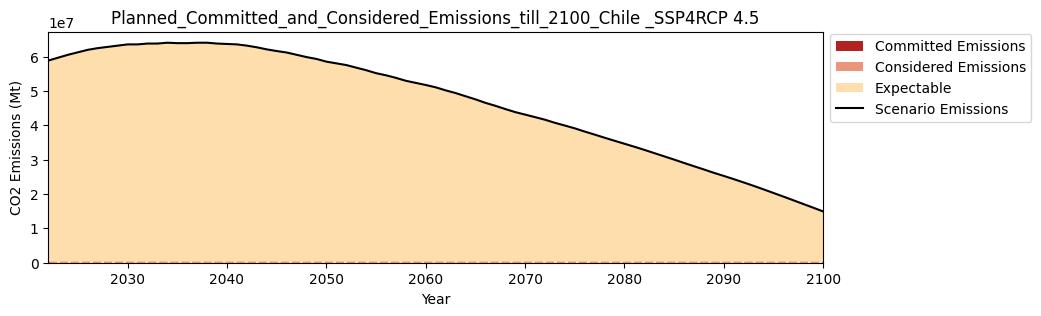 Planned_Committed_and_Considered_Emissions_till_2100_Chile _SSP4RCP 4.5
1e7
6
5
4
3
2
1
0
CO2 Emissions (Mt)
2030 2040 2050 2060 2070 2080 2090 2100
Year
Committed Emissions
Considered Emissions
Expectable
Scenario Emissions